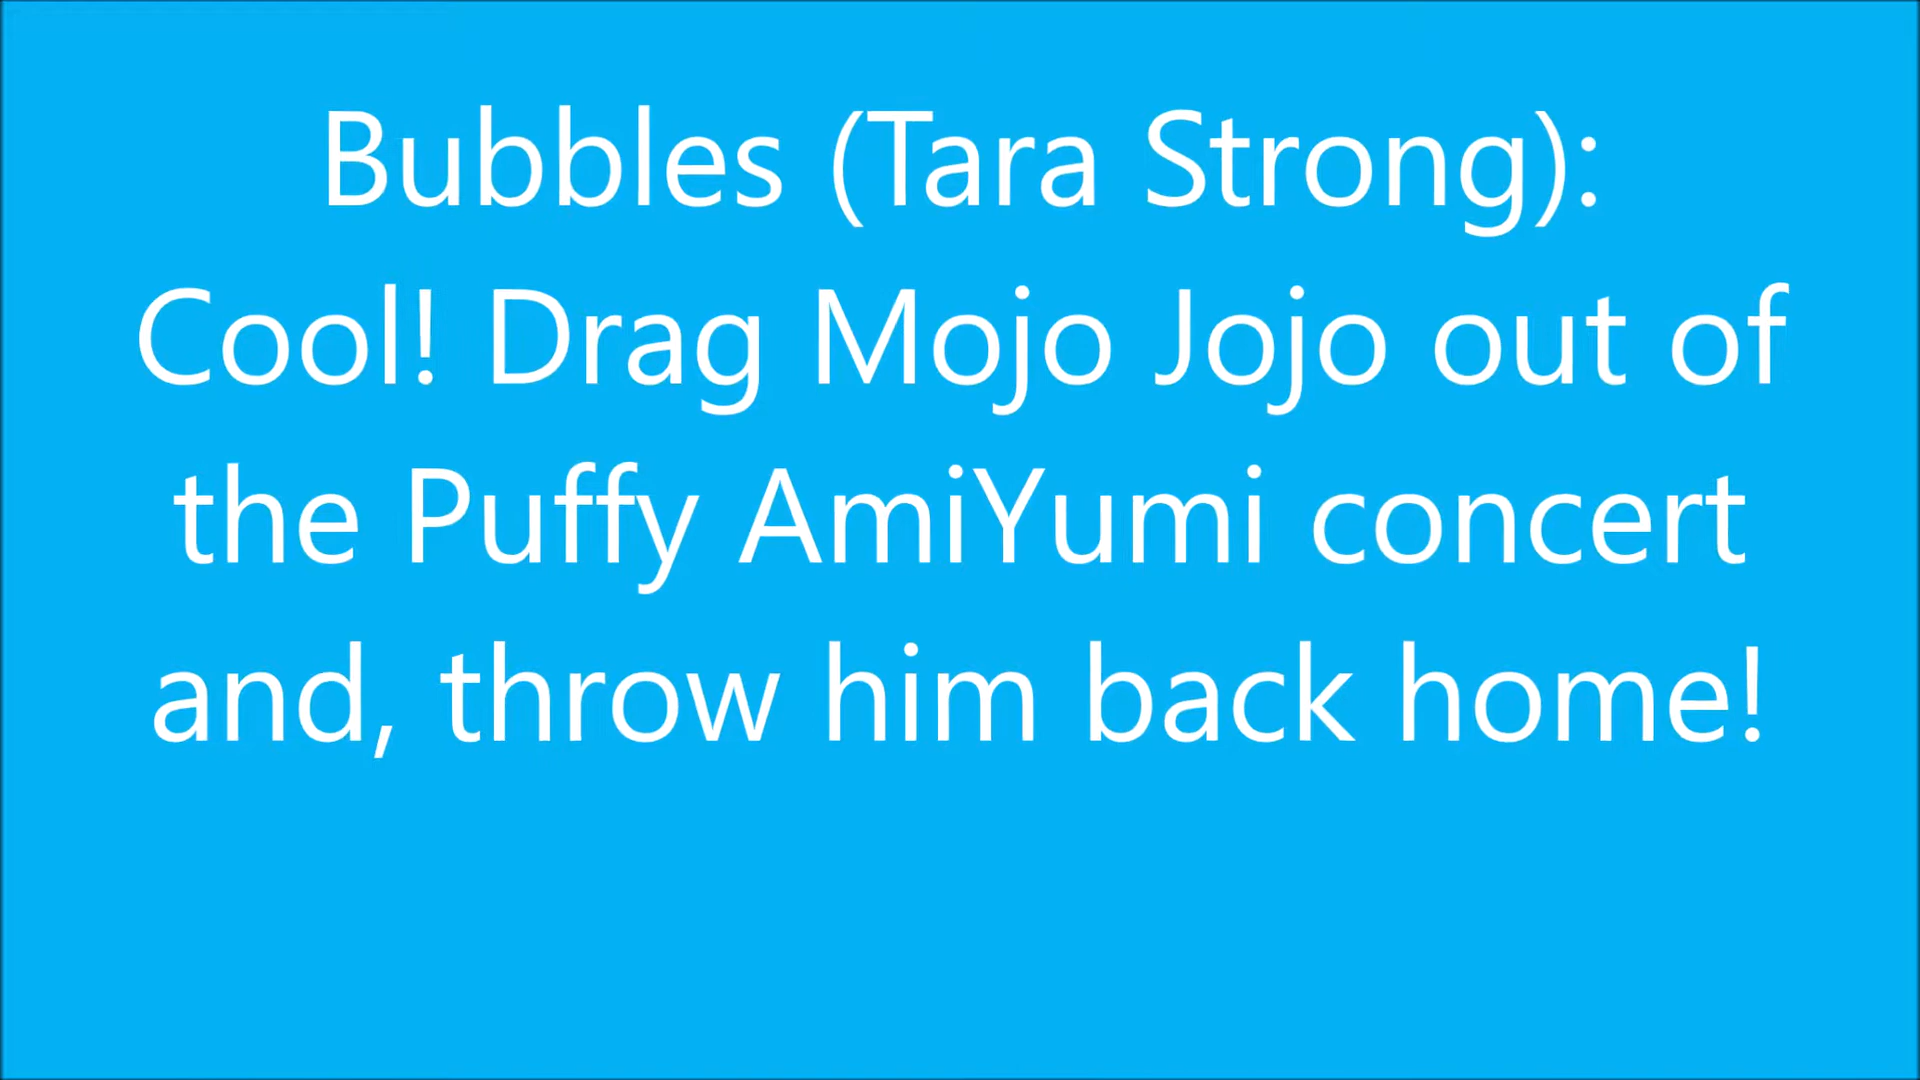 Bubbles (Tara Strong):
Cool! Drag Mojo Jojo out of
the Puffy AmiYumi concert
and, throw him back home!